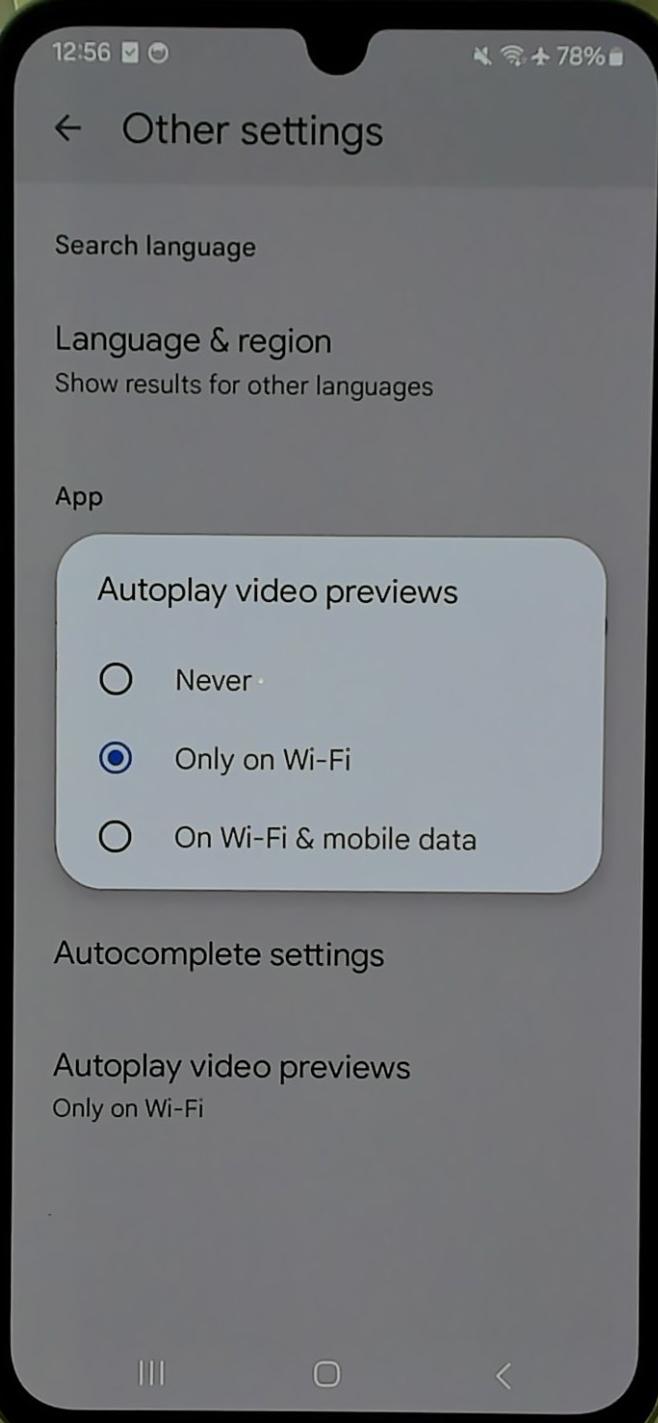 12:56
78%
Other settings
Search language
Language & region
Show results for other languages
App
Autoplay video previews
Never
Only on Wi-Fi
On Wi-Fi & mobile data
Autocomplete settings
Autoplay video previews
Only on Wi-Fi